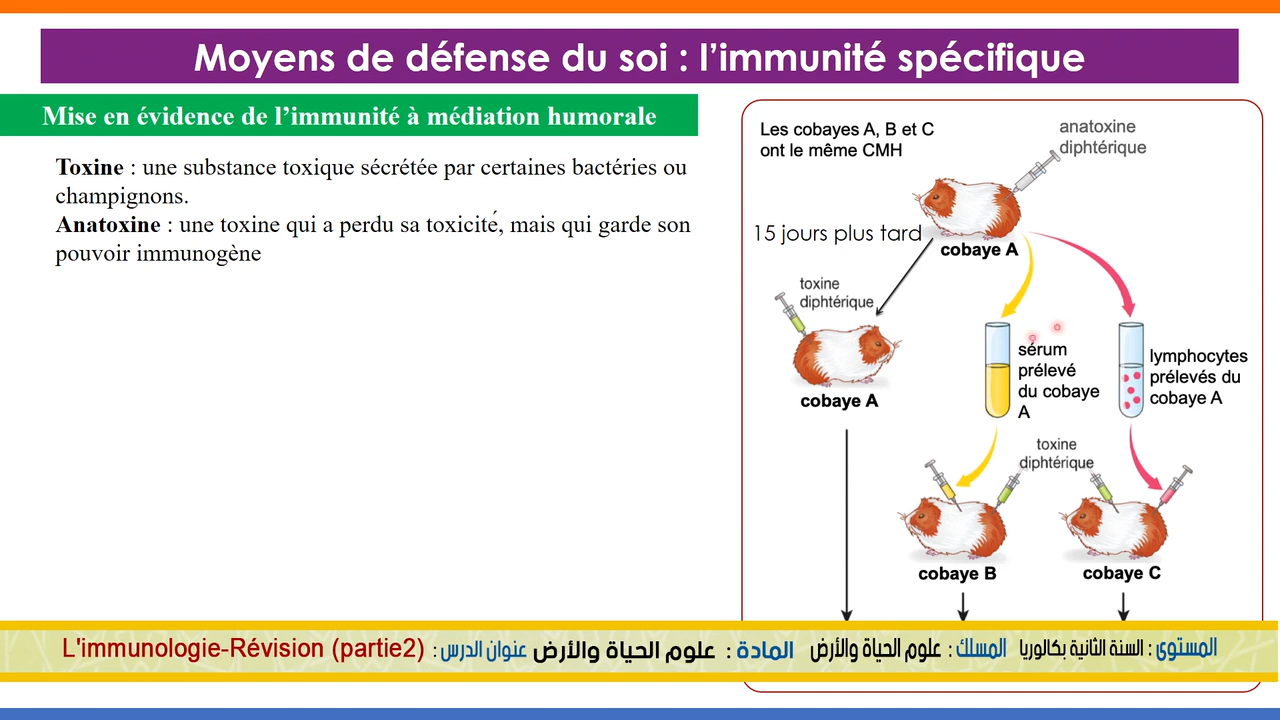 Moyens de défense du soi : l’immunité spécifique
Mise en évidence de l’immunité à médiation humorale
Toxine : une substance toxique sécrétée par certaines bactéries ou
champignons.
Anatoxine : une toxine qui a perdu sa toxicité, mais qui garde son
pouvoir immunogène
Les cobayes A, B et C
ont le même CMH
anatoxine
diphtérique
15 jours plus tard
cobaye A
toxine
diphtérique
cobaye A
sérum
prélevé
du cobaye
A
lymphocytes
prélevés du
cobaye A
toxine
diphtérique
cobaye B
cobaye C
المستوى : السنة الثانية بكالوريا المسلك : علوم الحياة والأرض المادة : علوم الحياة والأرض عنوان الدرس : L'immunologie-Révision (partie2)